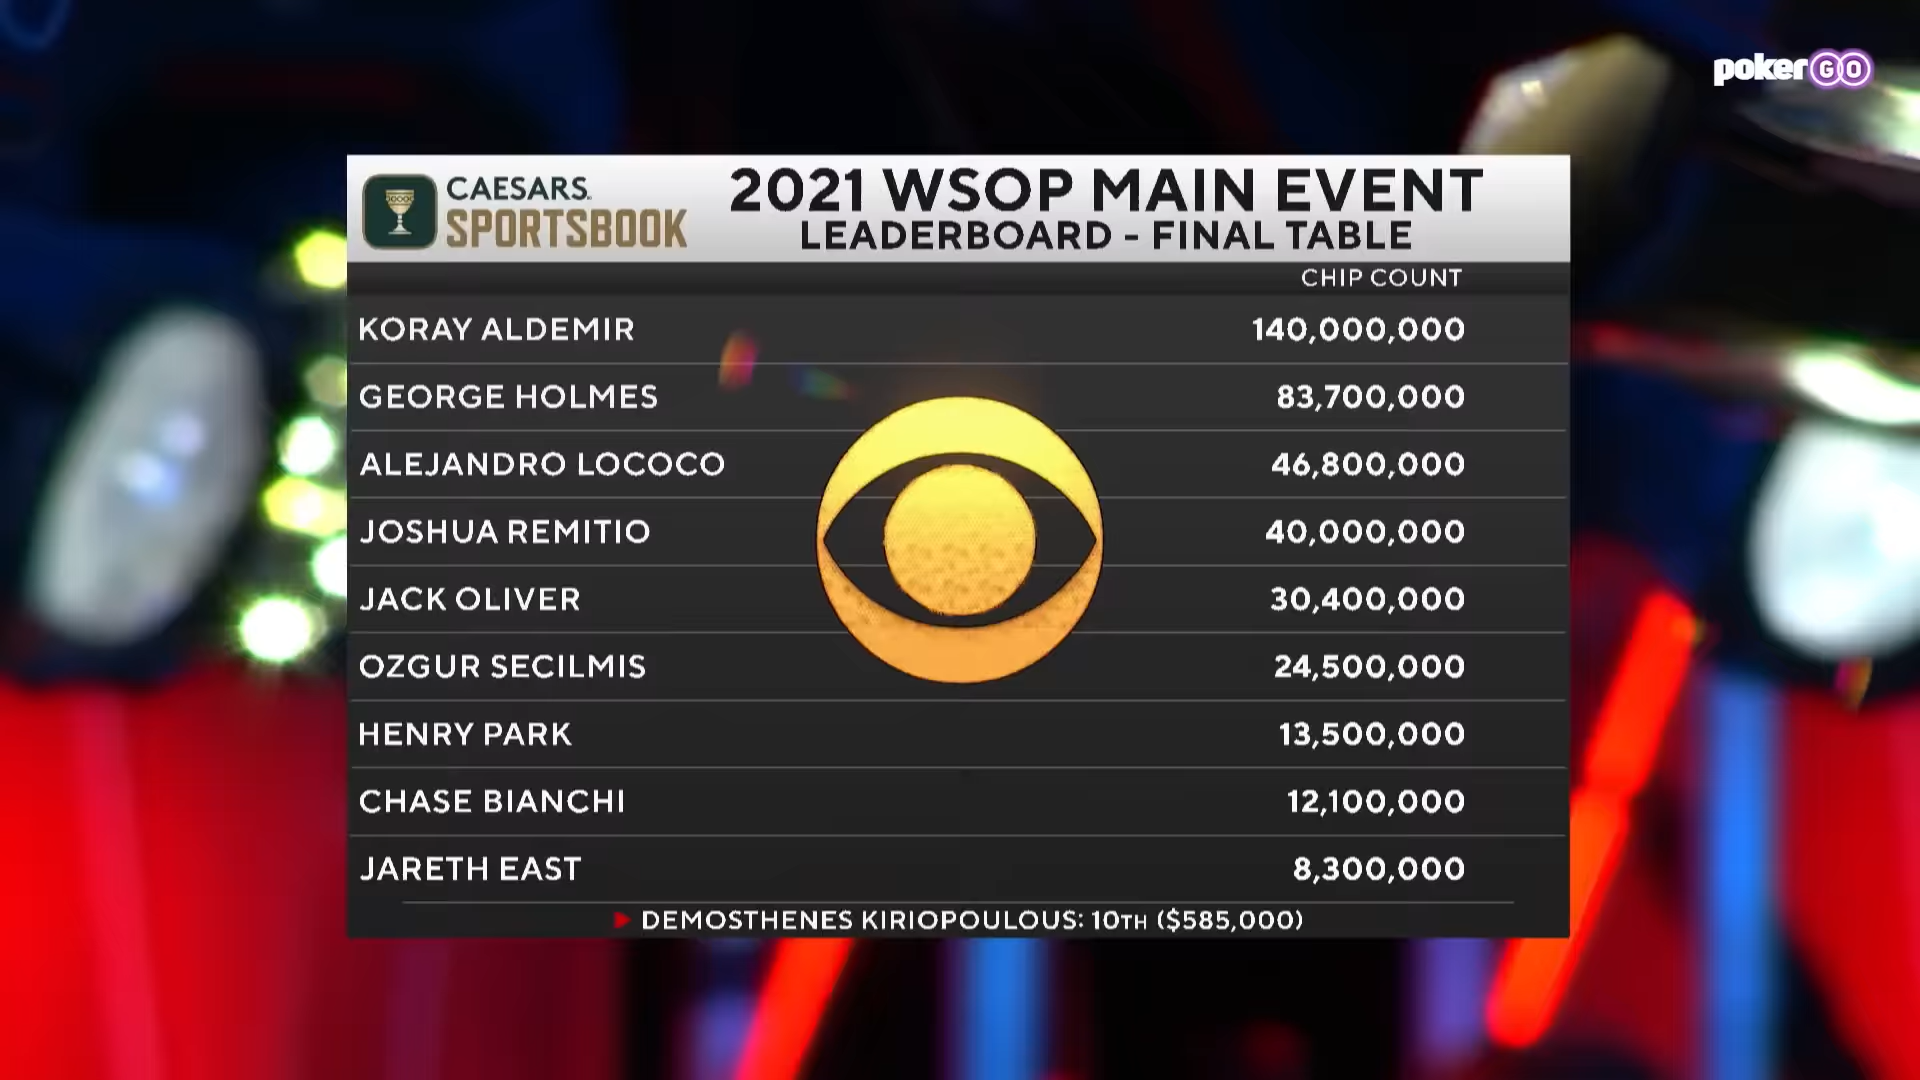 pokerGO
CAESARS
SPORTSBOOK
2021 WSOP MAIN EVENT
LEADERBOARD - FINAL TABLE
CHIP COUNT
KORAY ALDEMIR 140,000,000
GEORGE HOLMES 83,700,000
ALEJANDRO LOCOCO 46,800,000
JOSHUA REMITIO 40,000,000
JACK OLIVER 30,400,000
OZGUR SECILMIS 24,500,000
HENRY PARK 13,500,000
CHASE BIANCHI 12,100,000
JARETH EAST 8,300,000
DEMOSTHENES KIRIOPOULOUS: 10TH ($585,000)